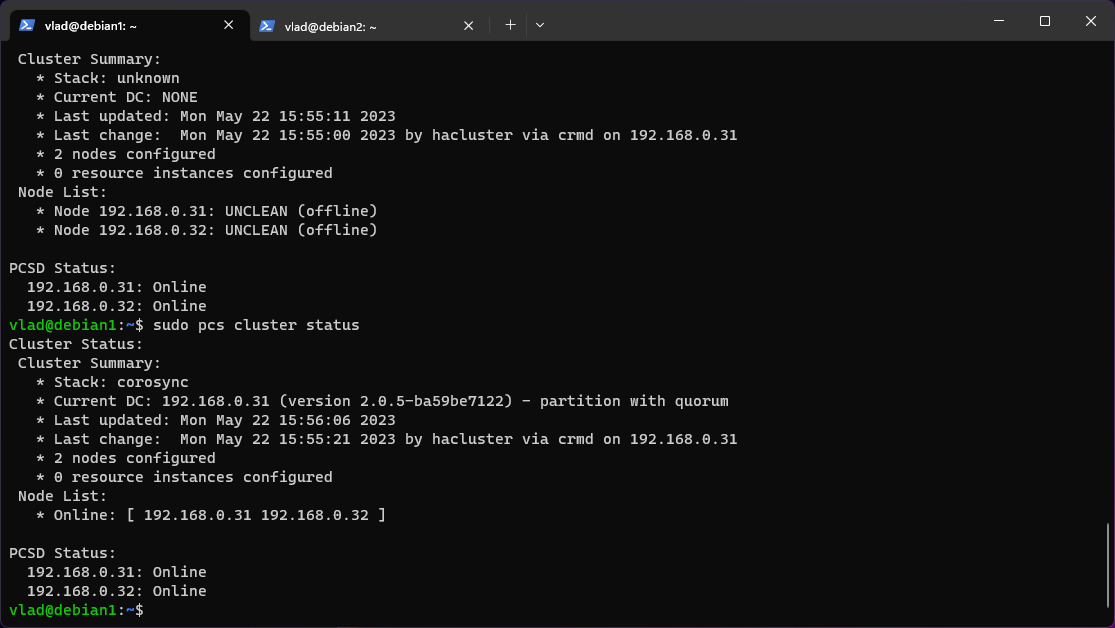 vlad@debian1: ~
vlad@debian2: ~
Cluster Summary:
* Stack: unknown
* Current DC: NONE
* Last updated: Mon May 22 15:55:11 2023
* Last change:  Mon May 22 15:55:00 2023 by hacluster via crmd on 192.168.0.31
* 2 nodes configured
* 0 resource instances configured
Node List:
* Node 192.168.0.31: UNCLEAN (offline)
* Node 192.168.0.32: UNCLEAN (offline)
PCSD Status:
192.168.0.31: Online
192.168.0.32: Online
vlad@debian1:~$ sudo pcs cluster status
Cluster Status:
Cluster Summary:
* Stack: corosync
* Current DC: 192.168.0.31 (version 2.0.5-ba59be7122) - partition with quorum
* Last updated: Mon May 22 15:56:06 2023
* Last change:  Mon May 22 15:55:21 2023 by hacluster via crmd on 192.168.0.31
* 2 nodes configured
* 0 resource instances configured
Node List:
* Online: [ 192.168.0.31 192.168.0.32 ]
PCSD Status:
192.168.0.31: Online
192.168.0.32: Online
vlad@debian1:~$